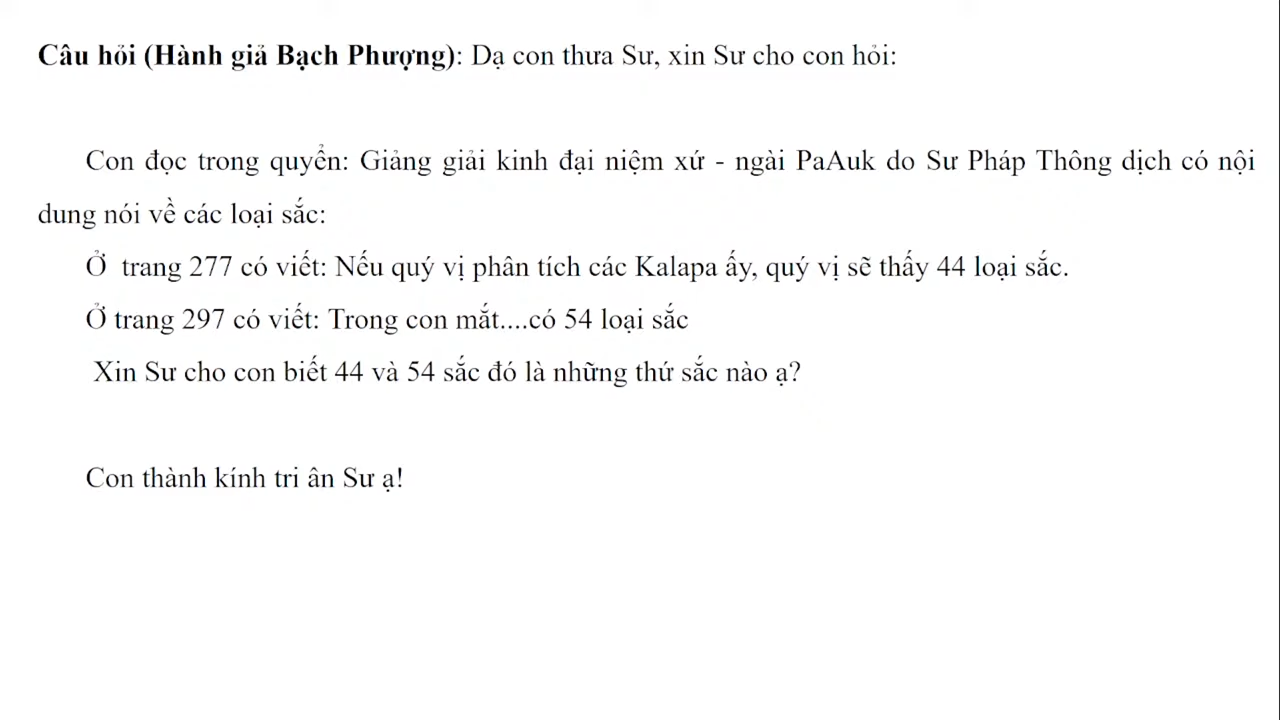 Câu hỏi (Hành giả Bạch Phượng): Dạ con thưa Sư, xin Sư cho con hỏi:
Con đọc trong quyển: Giảng giải kinh đại niệm xứ - ngài PaAuk do Sư Pháp Thông dịch có nội
dung nói về các loại sắc:
Ở trang 277 có viết: Nếu quý vị phân tích các Kalapa ấy, quý vị sẽ thấy 44 loại sắc.
Ở trang 297 có viết: Trong con mắt....có 54 loại sắc
Xin Sư cho con biết 44 và 54 sắc đó là những thứ sắc nào ạ?
Con thành kính tri ân Sư ạ!